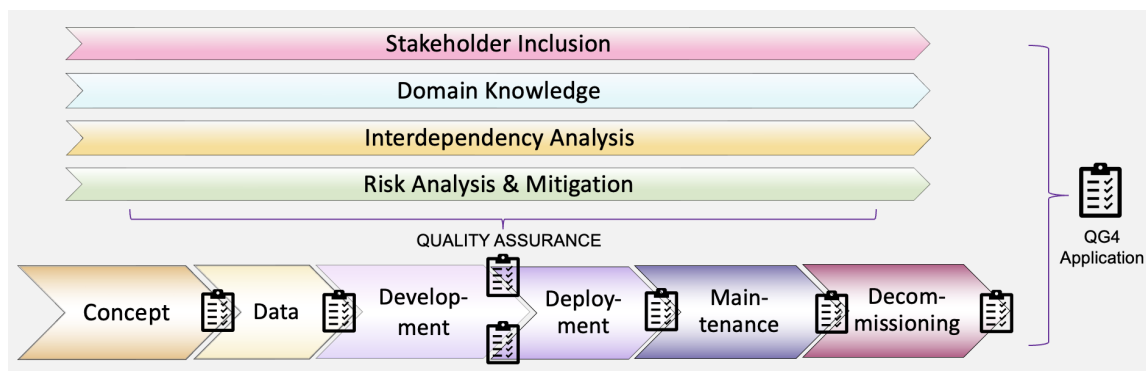 Stakeholder Inclusion
Domain Knowledge
Interdependency Analysis
Risk Analysis & Mitigation
QUALITY ASSURANCE
QG4
Application
Concept
Data
Develop-
ment
Deploy-
ment
Main-
tenance
Decom-
missioning